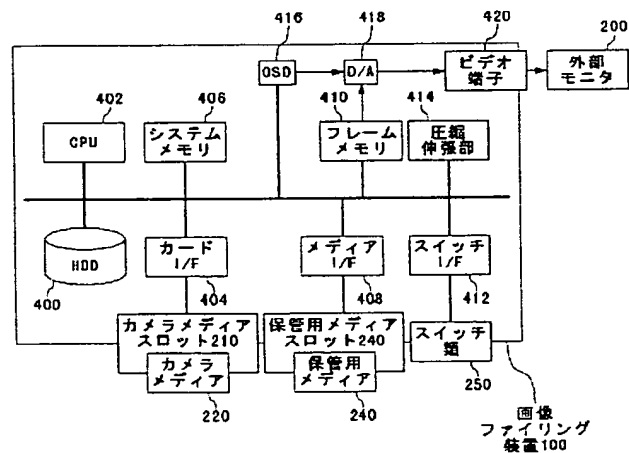 416
418
420
200
OSD
D/A
ビデオ
端子
外部
モニタ
402
406
410
414
CPU
システム
メモリ
フレーム
メモリ
圧縮
伸張部
HDD
カード
I/F
メディア
I/F
スイッチ
I/F
400
404
408
412
カメラメディア
スロット210
保管用メディア
スロット240
スイッチ
類
カメラ
メディア
保管用
メディア
250
220
240
画像
ファイリング
装置100